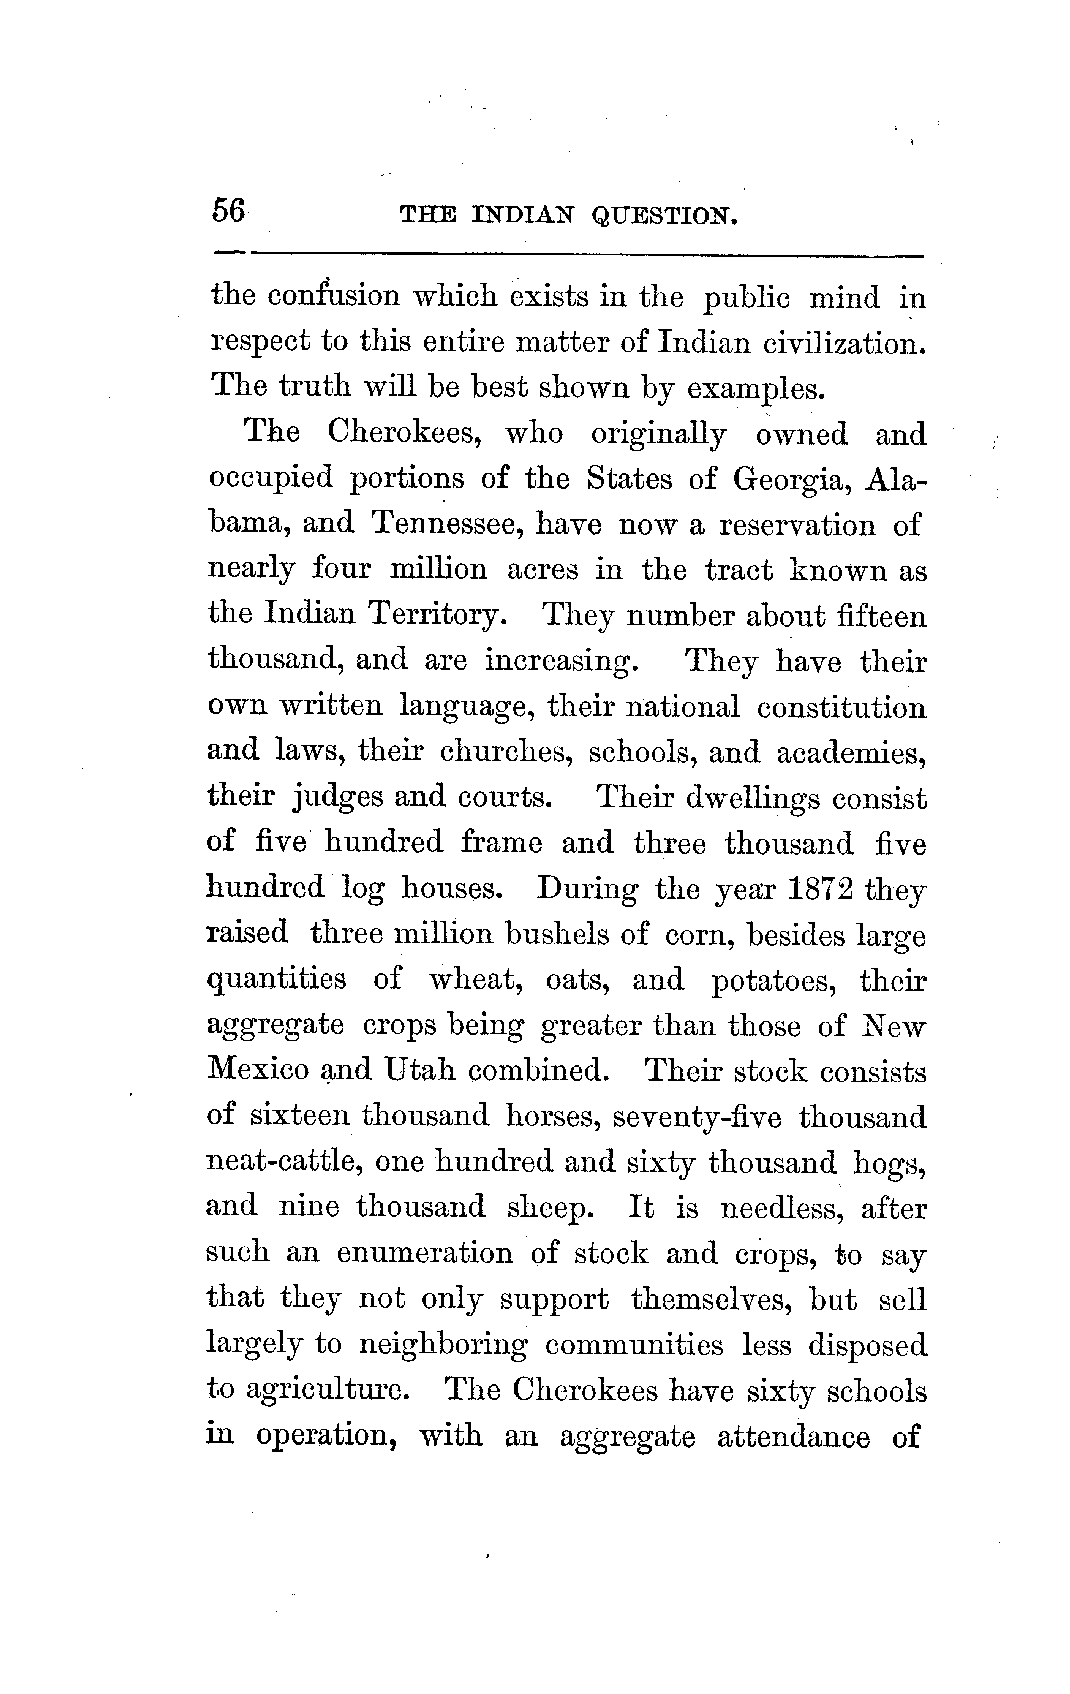 56 THE INDIAN QUESTION.
the confusion which exists in the public mind in
respect to this entire matter of Indian civilization.
The truth will be best shown by examples.
The Cherokees, who originally owned and
occupied portions of the States of Georgia, Ala-
bama, and Tennessee, have now a reservation of
nearly four million acres in the tract known as
the Indian Territory. They number about fifteen
thousand, and are increasing. They have their
own written language, their national constitution
and laws, their churches, schools, and academies,
their judges and courts. Their dwellings consist
of five hundred frame and three thousand five
hundred log houses. During the year 1872 they
raised three million bushels of corn, besides large
quantities of wheat, oats, and potatoes, their
aggregate crops being greater than those of New
Mexico and Utah combined. Their stock consists
of sixteen thousand horses, seventy-five thousand
neat-cattle, one hundred and sixty thousand hogs,
and nine thousand sheep. It is needless, after
such an enumeration of stock and crops, to say
that they not only support themselves, but sell
largely to neighboring communities less disposed
to agriculture. The Cherokees have sixty schools
in operation, with an aggregate attendance of